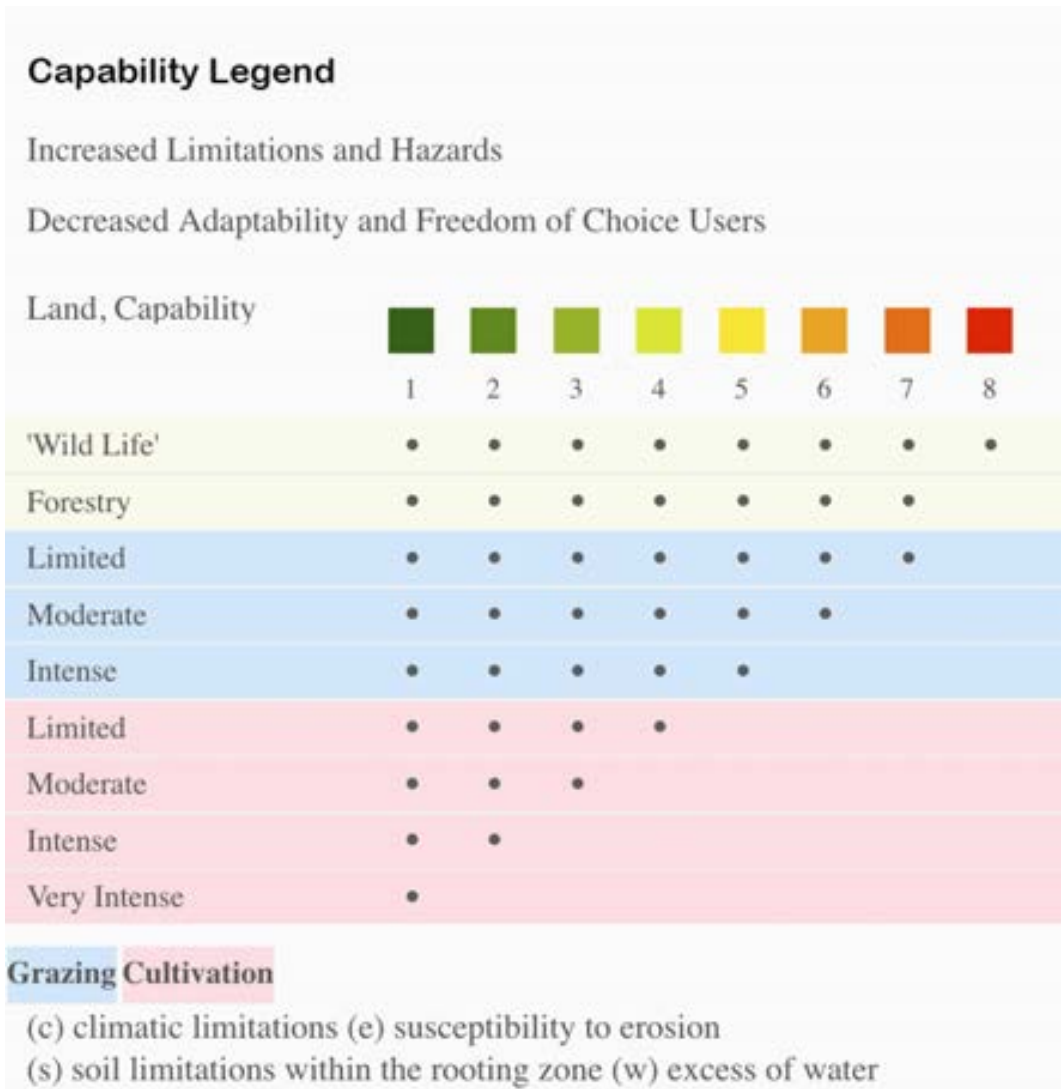 Capability Legend
Increased Limitations and Hazards
Decreased Adaptability and Freedom of Choice Users
Land, Capability
1 2 3 4 5 6 7 8
'Wild Life'
Forestry
Limited
Moderate
Intense
Limited
Moderate
Intense
Very Intense
Grazing Cultivation
(c) climatic limitations (e) susceptibility to erosion
(s) soil limitations within the rooting zone (w) excess of water